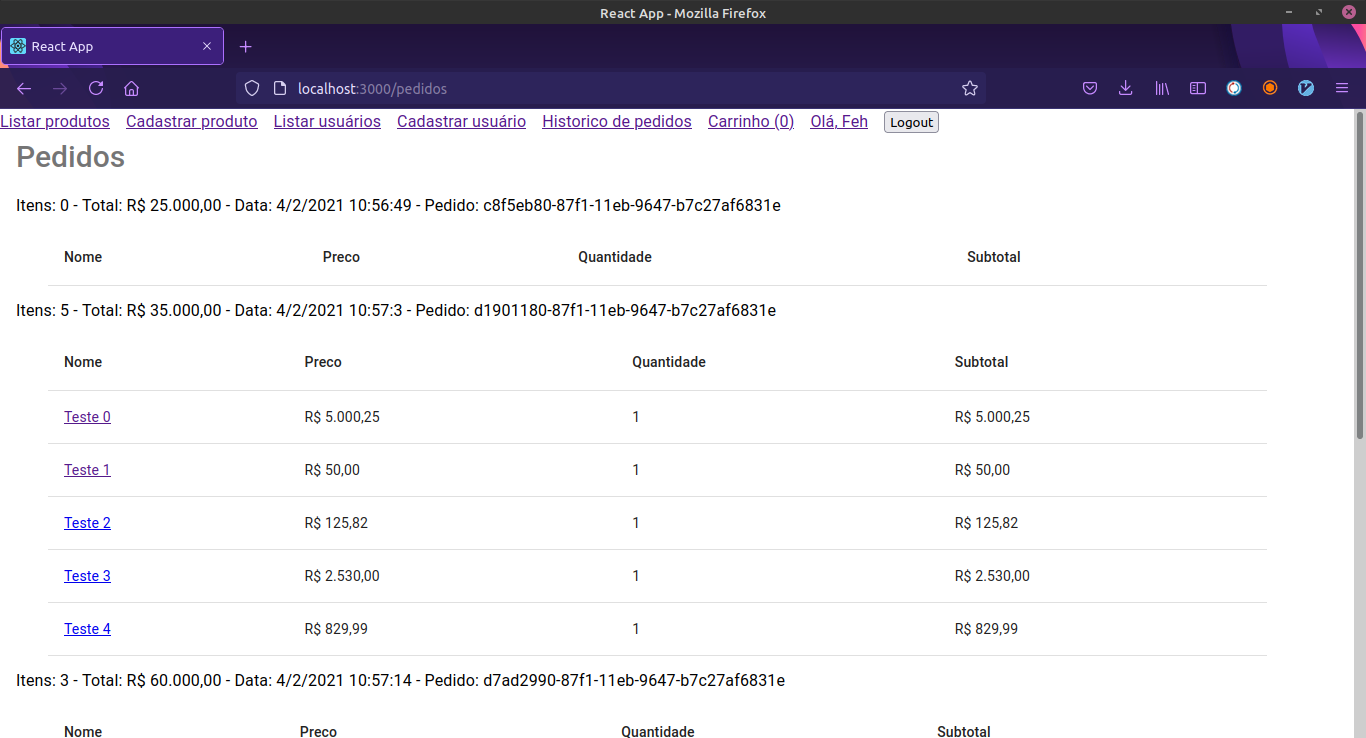 React App - Mozilla Firefox
React App
localhost:3000/pedidos
Listar produtos Cadastrar produto Listar usuários Cadastrar usuário Historico de pedidos Carrinho (0) Olá, Feh Logout
Pedidos
Itens: 0 - Total: R$ 25.000,00 - Data: 4/2/2021 10:56:49 - Pedido: c8f5eb80-87f1-11eb-9647-b7c27af6831e
Nome Preco Quantidade Subtotal
Itens: 5 - Total: R$ 35.000,00 - Data: 4/2/2021 10:57:3 - Pedido: d1901180-87f1-11eb-9647-b7c27af6831e
Nome Preco Quantidade Subtotal
Teste 0 R$ 5.000,25 1 R$ 5.000,25
Teste 1 R$ 50,00 1 R$ 50,00
Teste 2 R$ 125,82 1 R$ 125,82
Teste 3 R$ 2.530,00 1 R$ 2.530,00
Teste 4 R$ 829,99 1 R$ 829,99
Itens: 3 - Total: R$ 60.000,00 - Data: 4/2/2021 10:57:14 - Pedido: d7ad2990-87f1-11eb-9647-b7c27af6831e
Nome Preco Quantidade Subtotal